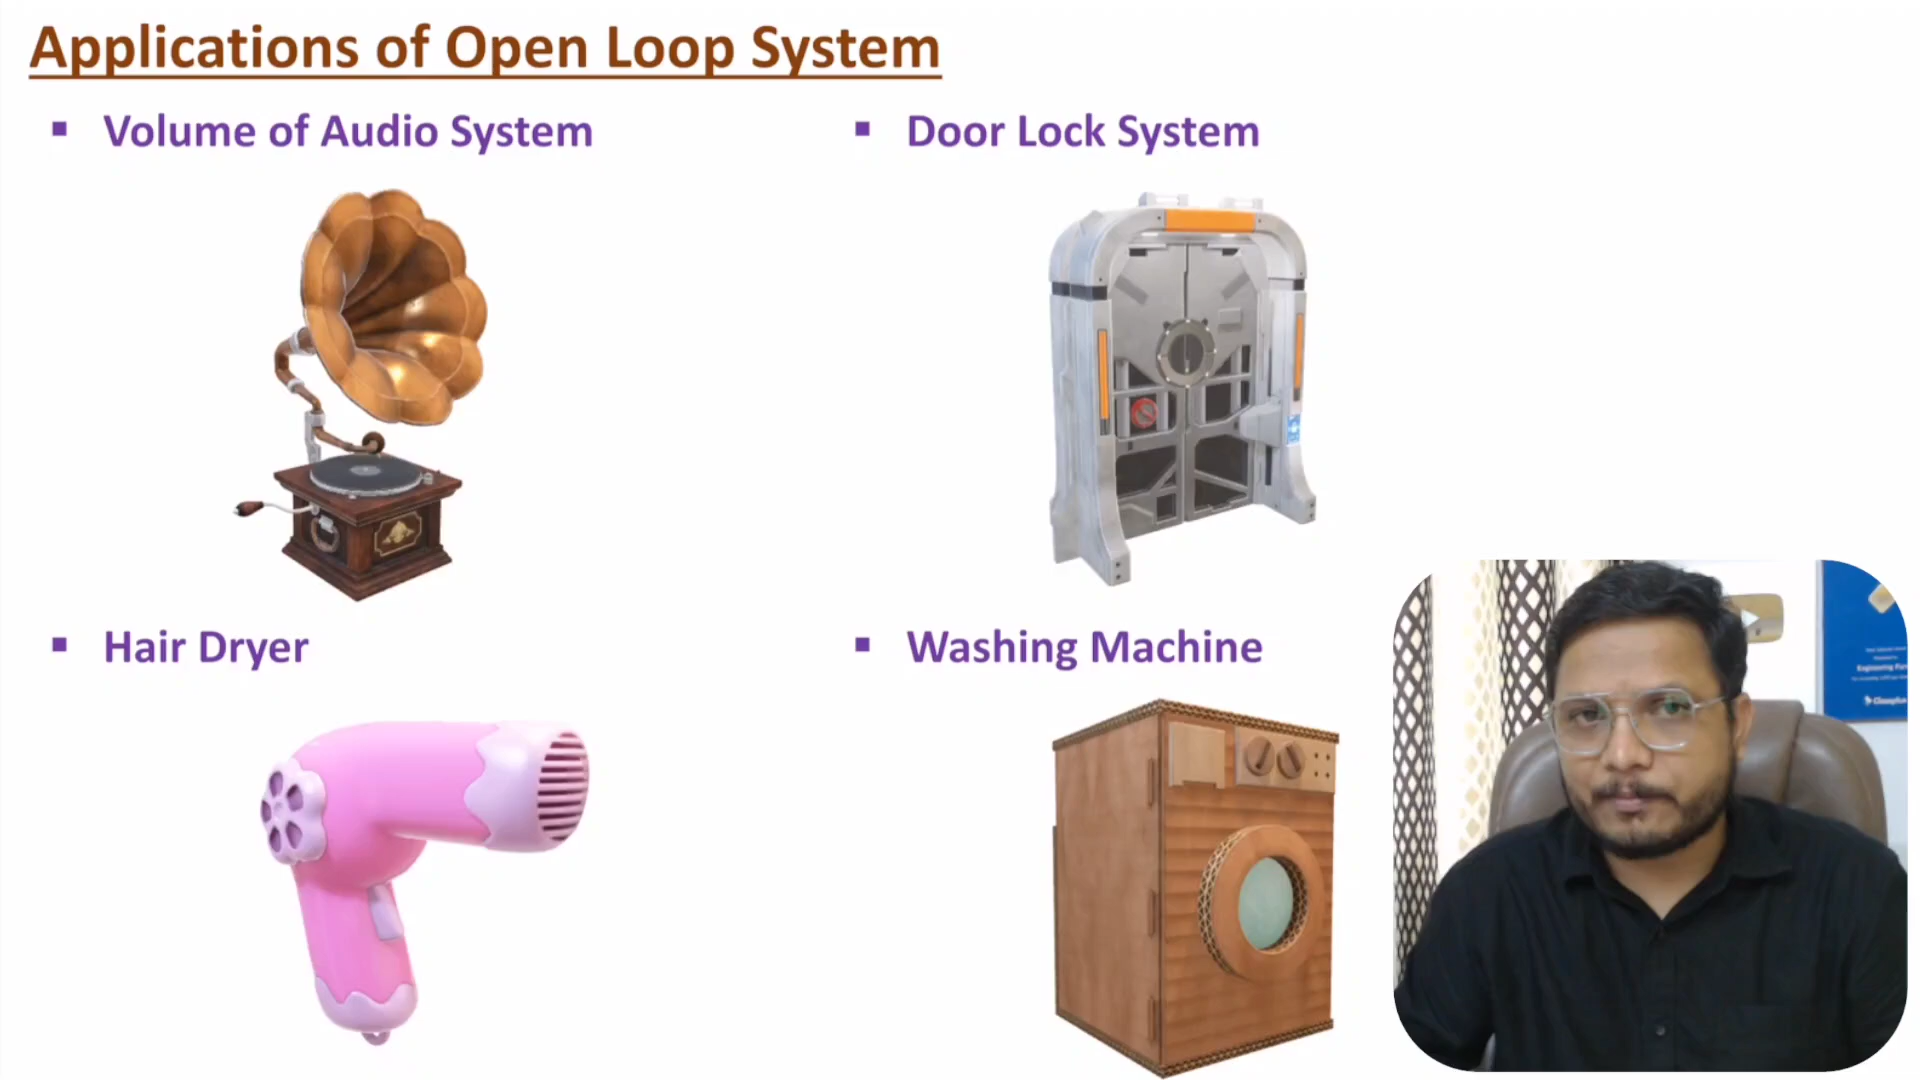 Applications of Open Loop System
▪ Volume of Audio System
▪ Door Lock System
▪ Hair Dryer
▪ Washing Machine